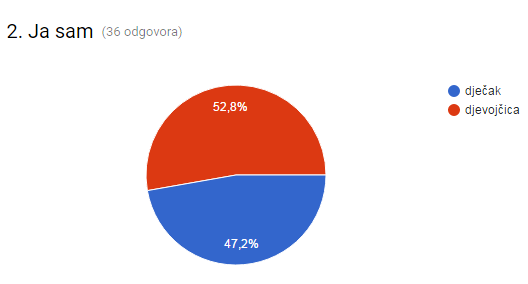 2. Ja sam (36 odgovora)
dječak
djevojčica
52,8%
47,2%